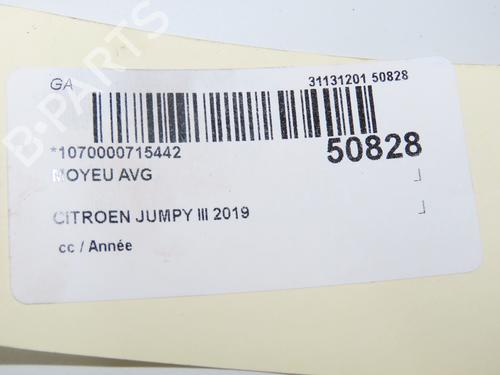 GA 31131201 50828
*1070000715442 50828
MOYEU AVG
CITROEN JUMPY III 2019
cc / Année
B-PARTS